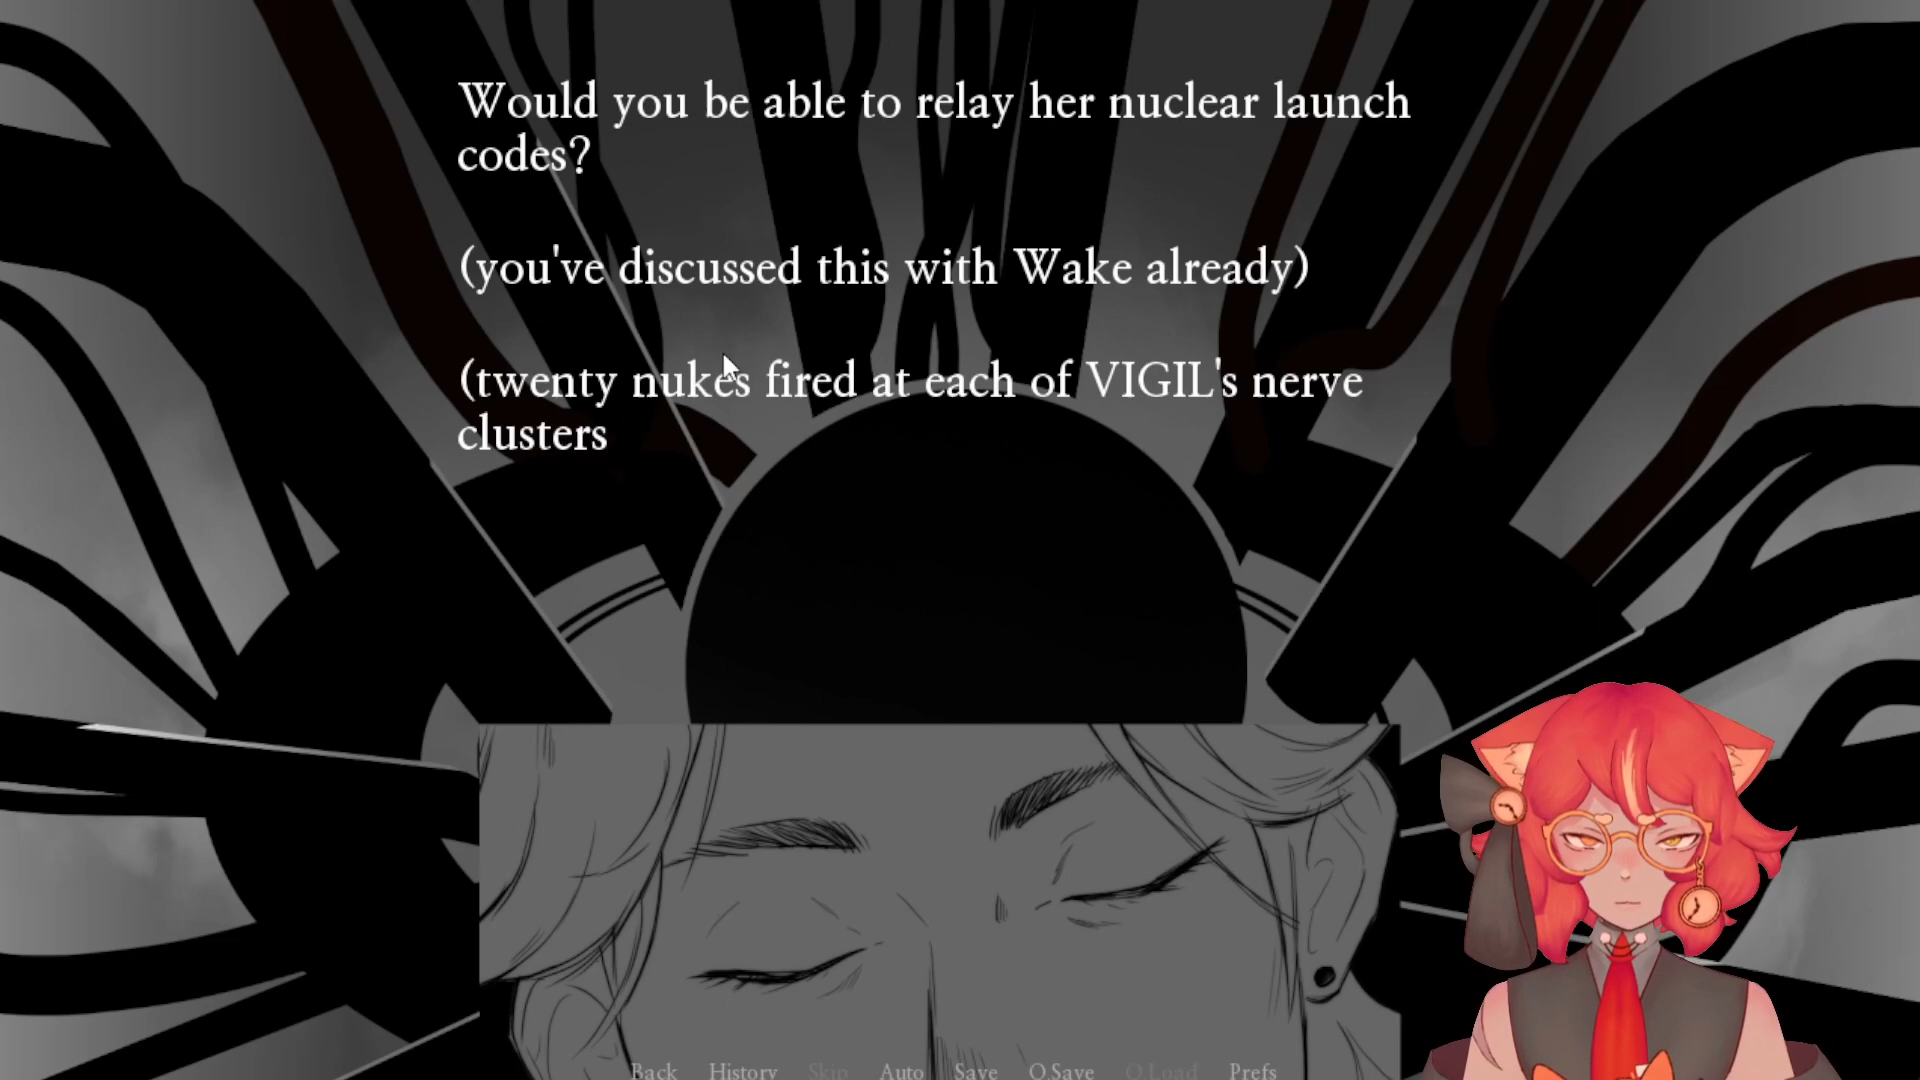 Would you be able to relay her nuclear launch
codes?
(you've discussed this with Wake already)
(twenty nukes fired at each of VIGIL's nerve
clusters
Back History Skip Auto Save Q.Save Q.Load Prefs